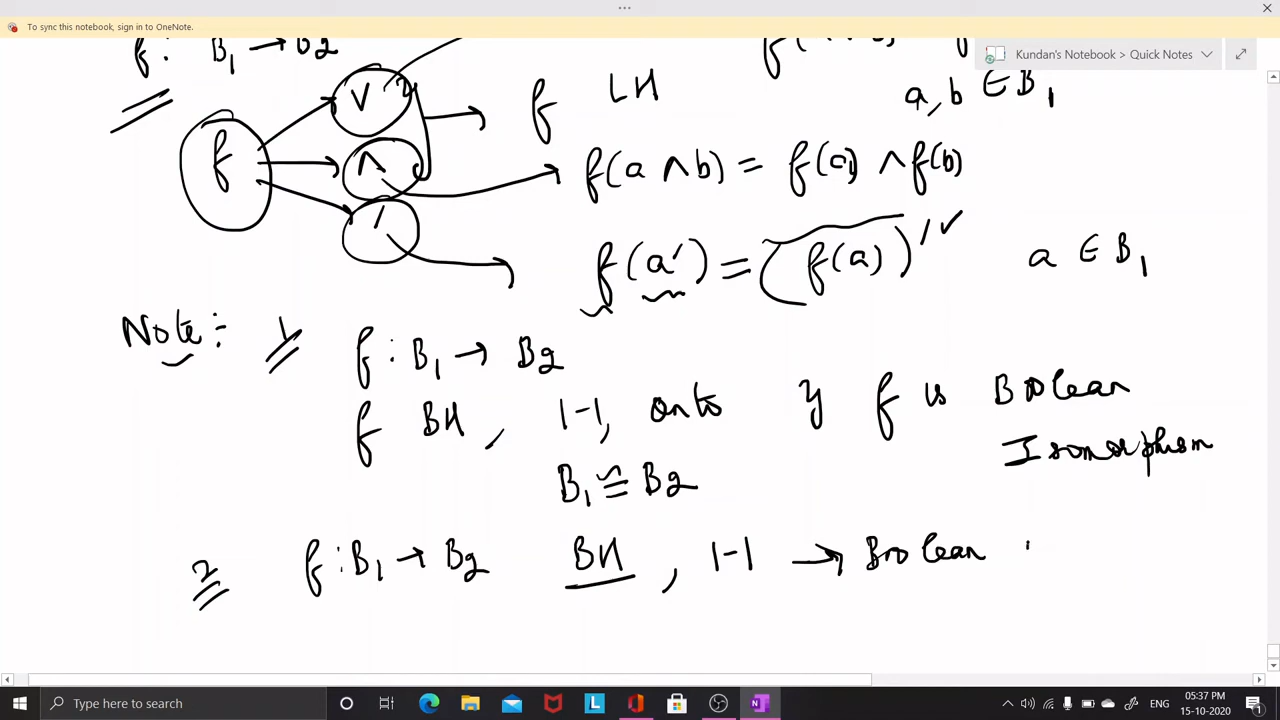 To sync this notebook, sign in to OneNote.
Kundan's Notebook > Quick Notes
f : B₁ → B₂
a, b ∈ B₁
f
∨
∧
′
f LH
f(a ∧ b) = f(a) ∧ f(b)
f(a′) = (f(a))′ ✓ a ∈ B₁
Note :- 1 f : B₁ → B₂
f BH, 1-1, onto f is Boolean
Isomorphism
B₁ ≅ B₂
2 f : B₁ → B₂ BH, 1-1 → Boolean
Type here to search
ENG
05:37 PM
15-10-2020